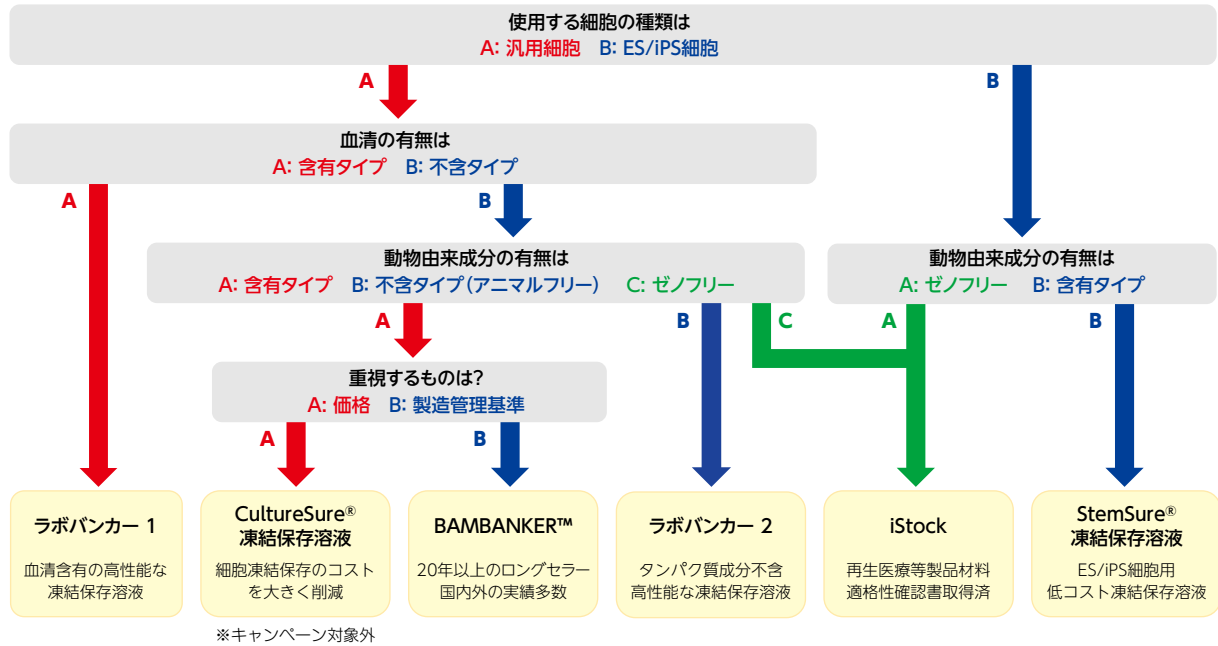 使用する細胞の種類は
A: 汎用細胞 B: ES/iPS細胞
A
B
血清の有無は
A: 含有タイプ B: 不含タイプ
A
B
動物由来成分の有無は
A: 含有タイプ B: 不含タイプ(アニマルフリー) C: ゼノフリー
動物由来成分の有無は
A: ゼノフリー B: 含有タイプ
A
B
C
A
B
重視するものは?
A: 価格 B: 製造管理基準
A
B
ラボバンカー 1
血清含有の高性能な
凍結保存溶液
CultureSure®
凍結保存溶液
細胞凍結保存のコスト
を大きく削減
※キャンペーン対象外
BAMBANKER™
20年以上のロングセラー
国内外の実績多数
ラボバンカー 2
タンパク質成分不含
高性能な凍結保存溶液
iStock
再生医療等製品材料
適格性確認書取得済
StemSure®
凍結保存溶液
ES/iPS細胞用
低コスト凍結保存溶液